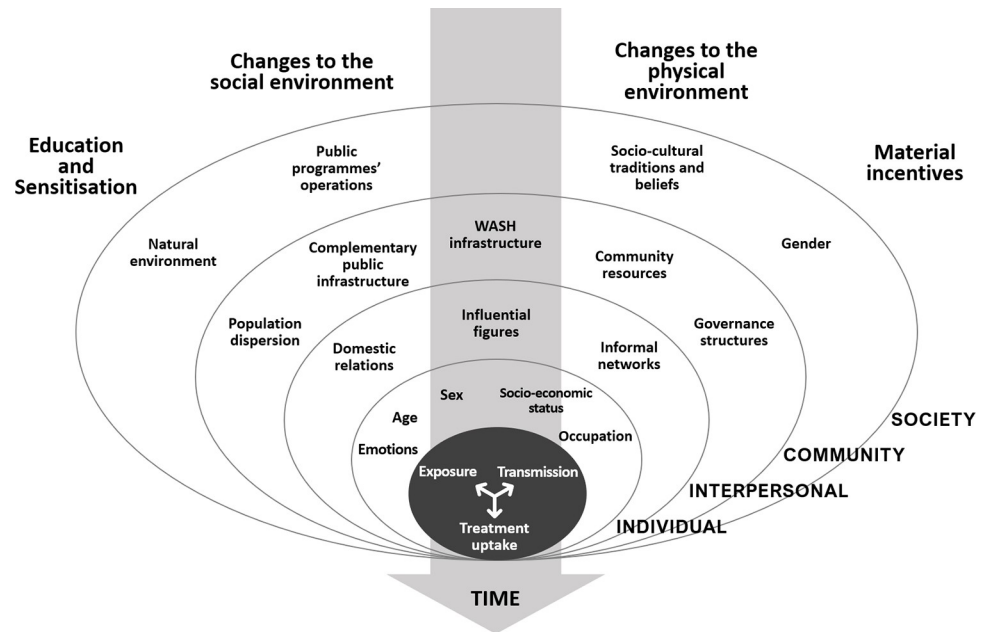 Changes to the
social environment
Changes to the
physical
environment
Education
and
Sensitisation
Material
incentives
Public
programmes’
operations
Socio-cultural
traditions and
beliefs
Natural
environment
Gender
WASH
infrastructure
Complementary
public
infrastructure
Community
resources
Population
dispersion
Governance
structures
Influential
figures
Domestic
relations
Informal
networks
Sex
Socio-economic
status
Age
Occupation
Emotions
Exposure
Transmission
Treatment
uptake
SOCIETY
COMMUNITY
INTERPERSONAL
INDIVIDUAL
TIME